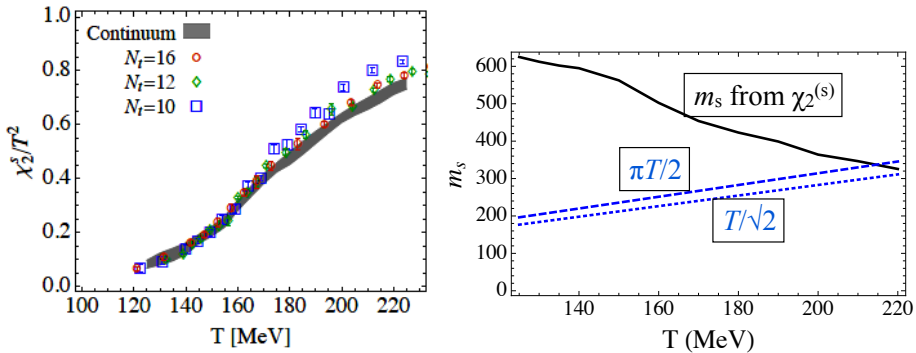 1.0
0.8
0.6
0.4
0.2
0.0
χ₂ˢ/T²
Continuum
Nₜ=16
Nₜ=12
Nₜ=10
100 120 140 160 180 200 220
T [MeV]
600
500
400
300
200
100
0
mₛ
mₛ from χ₂⁽ˢ⁾
πT/2
T/√2
140 160 180 200 220
T (MeV)